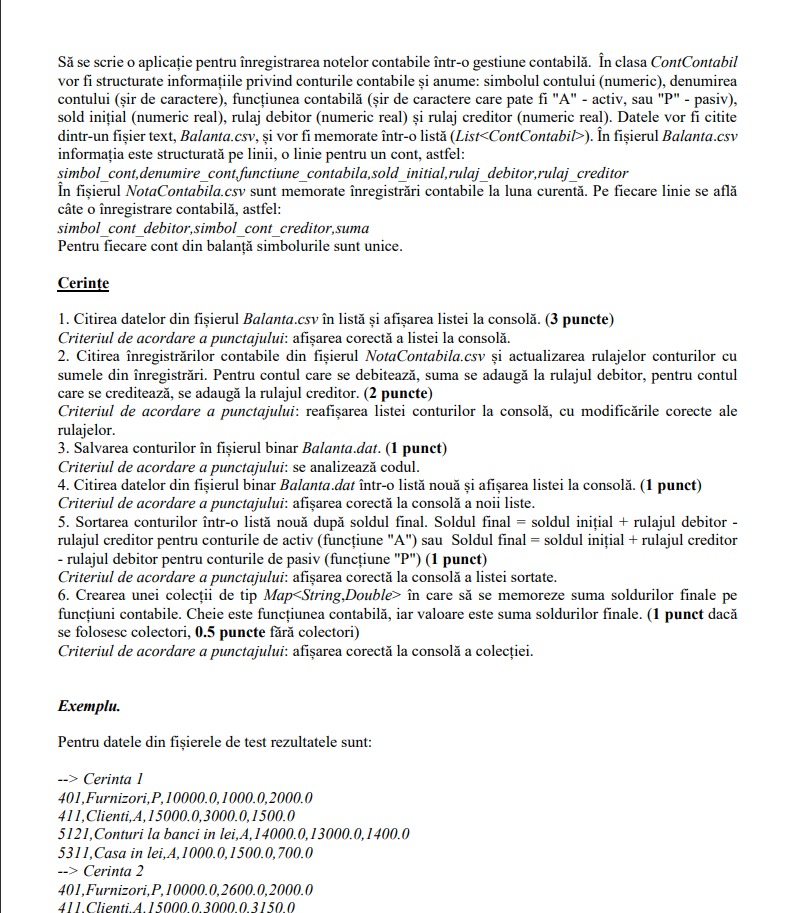 Să se scrie o aplicație pentru înregistrarea notelor contabile într-o gestiune contabilă. În clasa ContContabil
vor fi structurate informațiile privind conturile contabile și anume: simbolul contului (numeric), denumirea
contului (șir de caractere), funcțiunea contabilă (șir de caractere care pate fi "A" - activ, sau "P" - pasiv),
sold inițial (numeric real), rulaj debitor (numeric real) și rulaj creditor (numeric real). Datele vor fi citite
dintr-un fișier text, Balanta.csv, și vor fi memorate într-o listă (List<ContContabil>). În fișierul Balanta.csv
informația este structurată pe linii, o linie pentru un cont, astfel:
simbol_cont,denumire_cont,functiune_contabila,sold_initial,rulaj_debitor,rulaj_creditor
În fișierul NotaContabila.csv sunt memorate înregistrări contabile la luna curentă. Pe fiecare linie se află
câte o înregistrare contabilă, astfel:
simbol_cont_debitor,simbol_cont_creditor,suma
Pentru fiecare cont din balanță simbolurile sunt unice.
Cerințe
1. Citirea datelor din fișierul Balanta.csv în listă și afișarea listei la consolă. (3 puncte)
Criteriul de acordare a punctajului: afișarea corectă a listei la consolă.
2. Citirea înregistrărilor contabile din fișierul NotaContabila.csv și actualizarea rulajelor conturilor cu
sumele din înregistrări. Pentru contul care se debitează, suma se adaugă la rulajul debitor, pentru contul
care se creditează, se adaugă la rulajul creditor. (2 puncte)
Criteriul de acordare a punctajului: reafișarea listei conturilor la consolă, cu modificările corecte ale
rulajelor.
3. Salvarea conturilor în fișierul binar Balanta.dat. (1 punct)
Criteriul de acordare a punctajului: se analizează codul.
4. Citirea datelor din fișierul binar Balanta.dat într-o listă nouă și afișarea listei la consolă. (1 punct)
Criteriul de acordare a punctajului: afișarea corectă la consolă a noii liste.
5. Sortarea conturilor într-o listă nouă după soldul final. Soldul final = soldul inițial + rulajul debitor -
rulajul creditor pentru conturile de activ (funcțiune "A") sau Soldul final = soldul inițial + rulajul creditor
- rulajul debitor pentru conturile de pasiv (funcțiune "P") (1 punct)
Criteriul de acordare a punctajului: afișarea corectă la consolă a listei sortate.
6. Crearea unei colecții de tip Map<String,Double> în care să se memoreze suma soldurilor finale pe
funcțiuni contabile. Cheie este funcțiunea contabilă, iar valoare este suma soldurilor finale. (1 punct dacă
se folosesc colectori, 0.5 puncte fără colectori)
Criteriul de acordare a punctajului: afișarea corectă la consolă a colecției.
Exemplu.
Pentru datele din fișierele de test rezultatele sunt:
--> Cerinta 1
401,Furnizori,P,10000.0,1000.0,2000.0
411,Clienti,A,15000.0,3000.0,1500.0
5121,Conturi la banci in lei,A,14000.0,13000.0,1400.0
5311,Casa in lei,A,1000.0,1500.0,700.0
--> Cerinta 2
401,Furnizori,P,10000.0,2600.0,2000.0
411,Clienti,A,15000.0,3000.0,3150.0